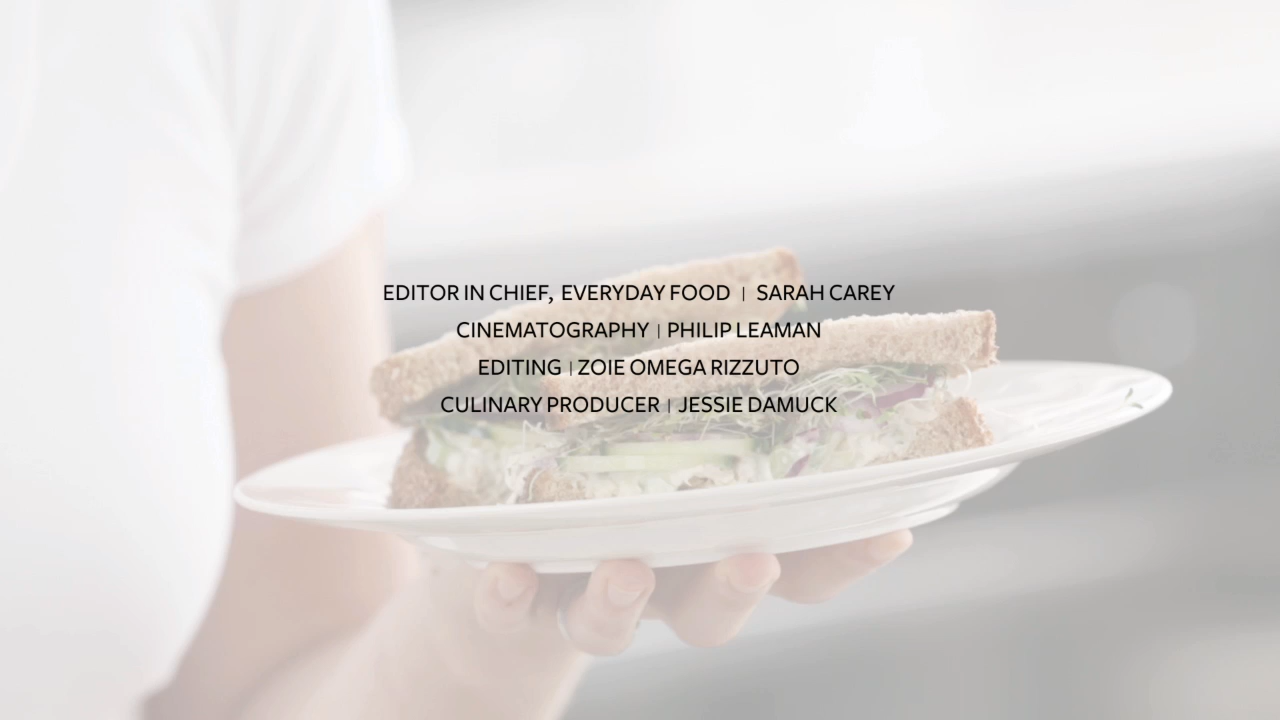 EDITOR IN CHIEF, EVERYDAY FOOD | SARAH CAREY
CINEMATOGRAPHY | PHILIP LEAMAN
EDITING | ZOIE OMEGA RIZZUTO
CULINARY PRODUCER | JESSIE DAMUCK